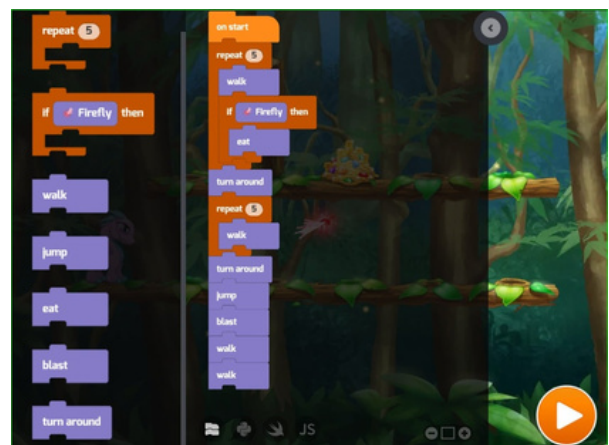 repeat 5
if Firefly then
walk
jump
eat
blast
turn around
on start
repeat 5
walk
if Firefly then
eat
turn around
repeat 5
walk
turn around
jump
blast
walk
walk
JS